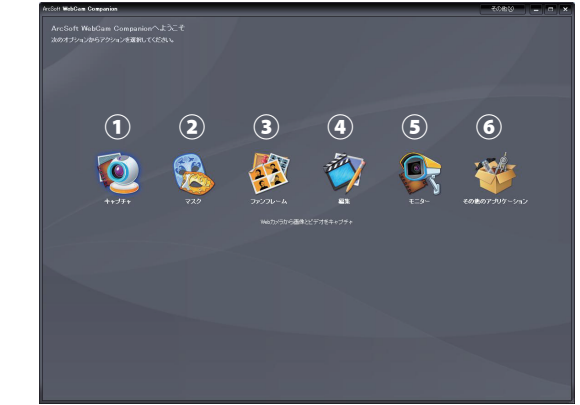 ArcSoft WebCam Companion
その他(X)
ArcSoft WebCam Companionへようこそ
次のオプションからアクションを選択してください。
① ② ③ ④ ⑤ ⑥
キャプチャ マスク ファンフレーム 編集 モニター その他のアプリケーション
Webカメラから画像とビデオをキャプチャ